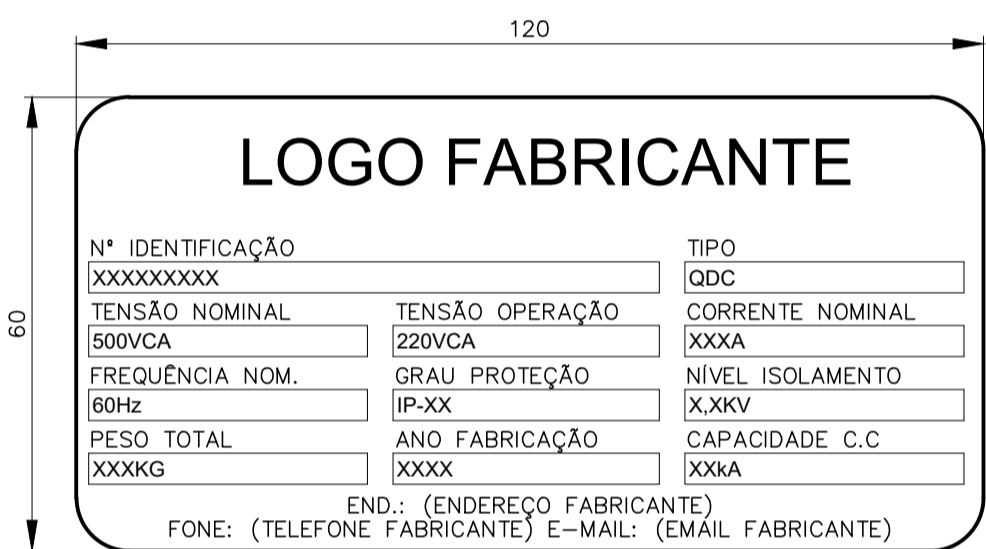 120
60
LOGO FABRICANTE
Nº IDENTIFICAÇÃO TIPO
XXXXXXXXX QDC
TENSÃO NOMINAL TENSÃO OPERAÇÃO CORRENTE NOMINAL
500VCA 220VCA XXXA
FREQUÊNCIA NOM. GRAU PROTEÇÃO NÍVEL ISOLAMENTO
60Hz IP-XX X,XKV
PESO TOTAL ANO FABRICAÇÃO CAPACIDADE C.C
XXXKG XXXX XXkA
END.: (ENDEREÇO FABRICANTE)
FONE: (TELEFONE FABRICANTE) E-MAIL: (EMAIL FABRICANTE)